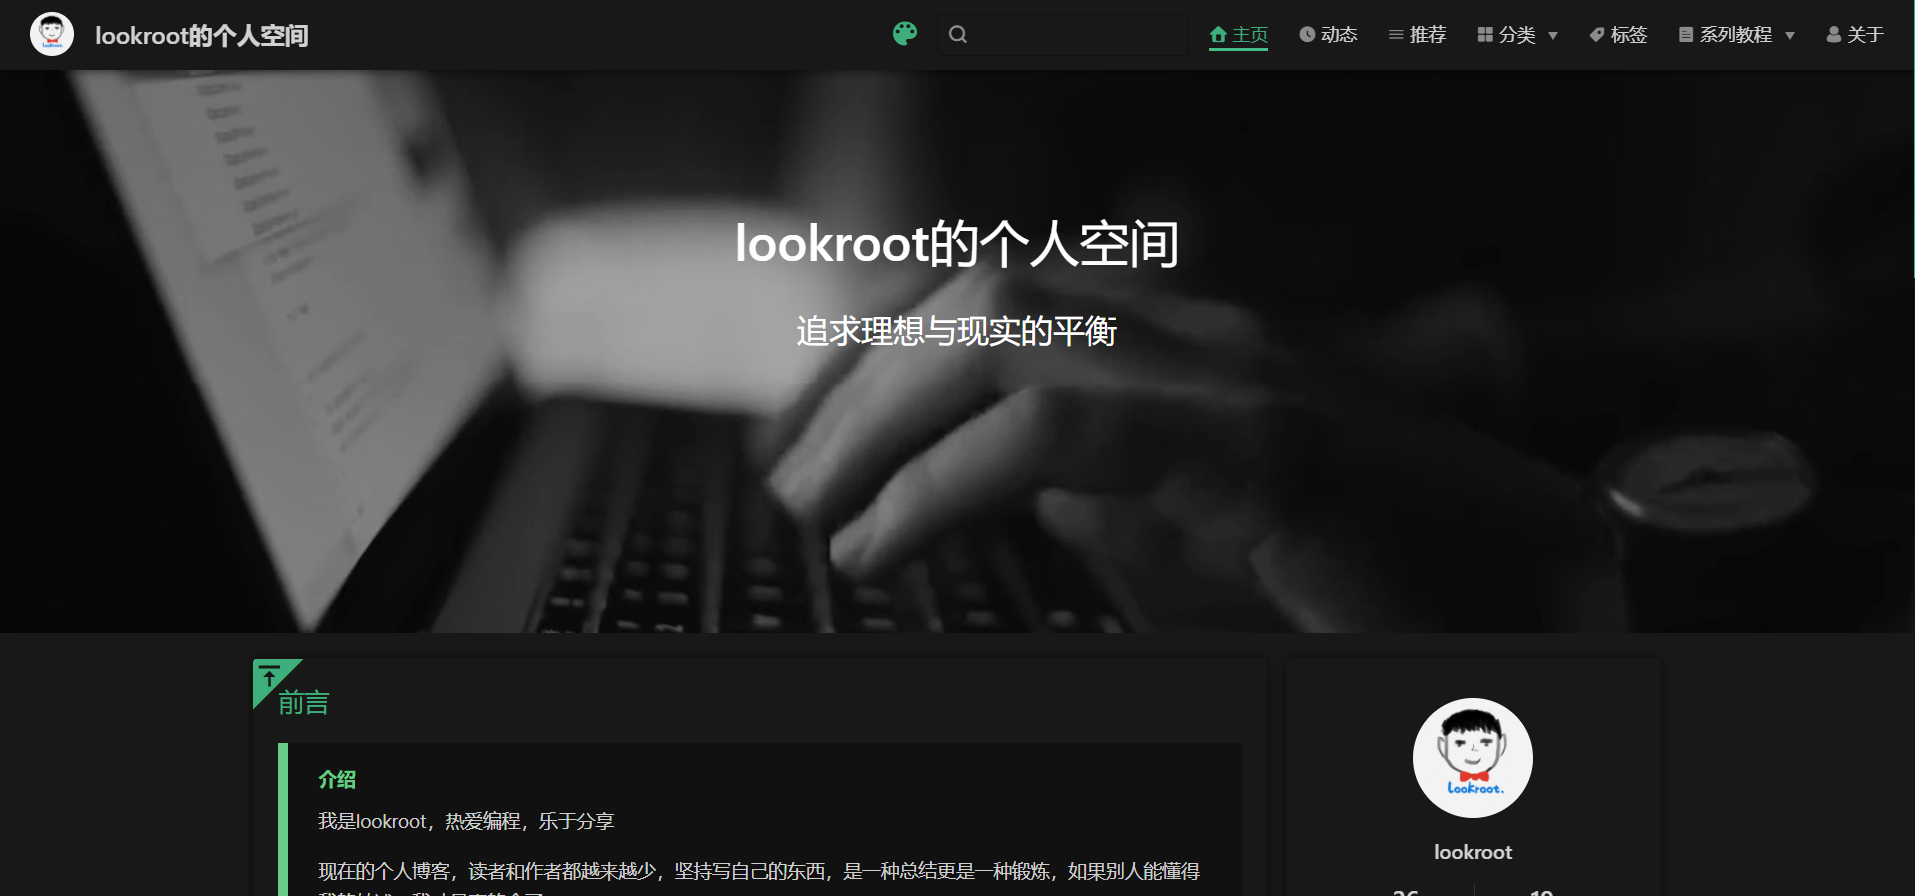 lookroot的个人空间
主页 动态 推荐 分类 标签 系列教程 关于
lookroot的个人空间
追求理想与现实的平衡
前言
介绍
我是lookroot，热爱编程，乐于分享
现在的个人博客，读者和作者都越来越少，坚持写自己的东西，是一种总结更是一种锻炼，如果别人能懂得
lookroot.
lookroot